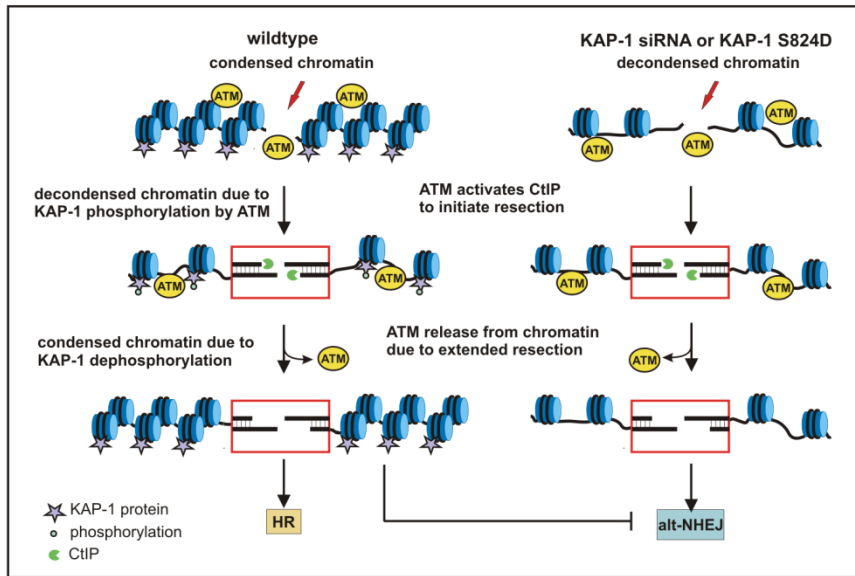 wildtype
condensed chromatin
KAP-1 siRNA or KAP-1 S824D
decondensed chromatin
ATM
ATM
ATM
ATM
ATM
ATM
decondensed chromatin due to
KAP-1 phosphorylation by ATM
ATM activates CtIP
to initiate resection
ATM
ATM
ATM
ATM
condensed chromatin due to
KAP-1 dephosphorylation
ATM
ATM release from chromatin
due to extended resection
ATM
KAP-1 protein
phosphorylation
CtIP
HR
alt-NHEJ